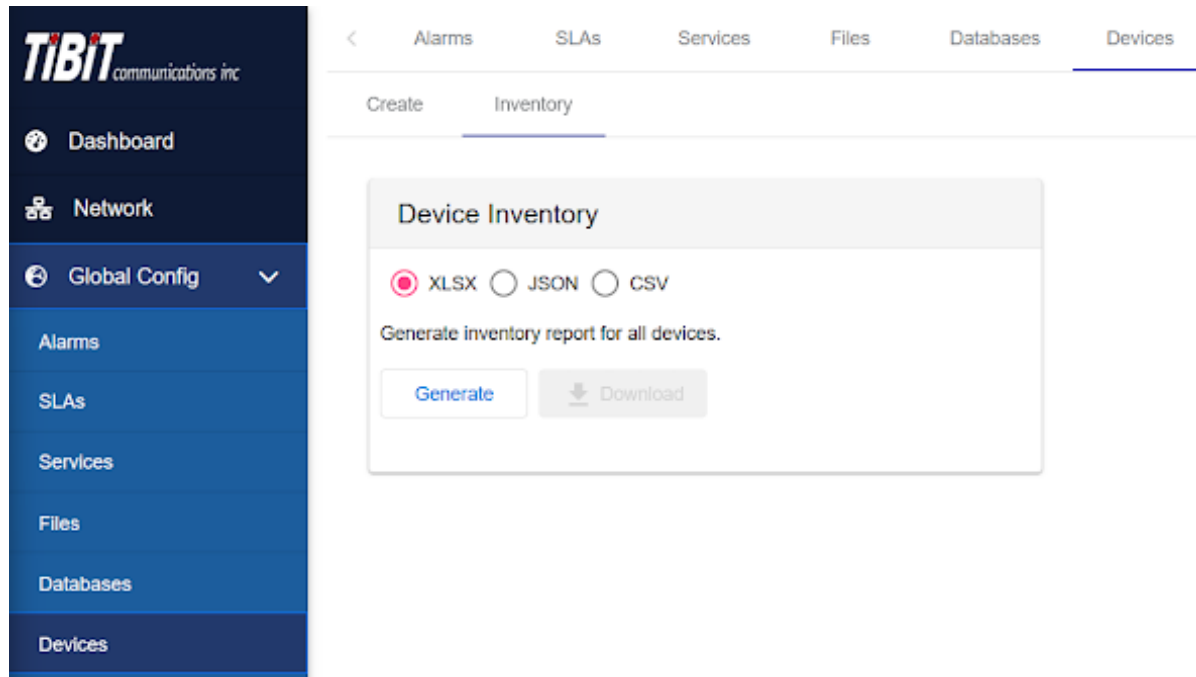 TiBiT communications inc
Dashboard
Network
Global Config
Alarms
SLAs
Services
Files
Databases
Devices
Alarms SLAs Services Files Databases Devices
Create Inventory
Device Inventory
XLSX JSON CSV
Generate inventory report for all devices.
Generate Download